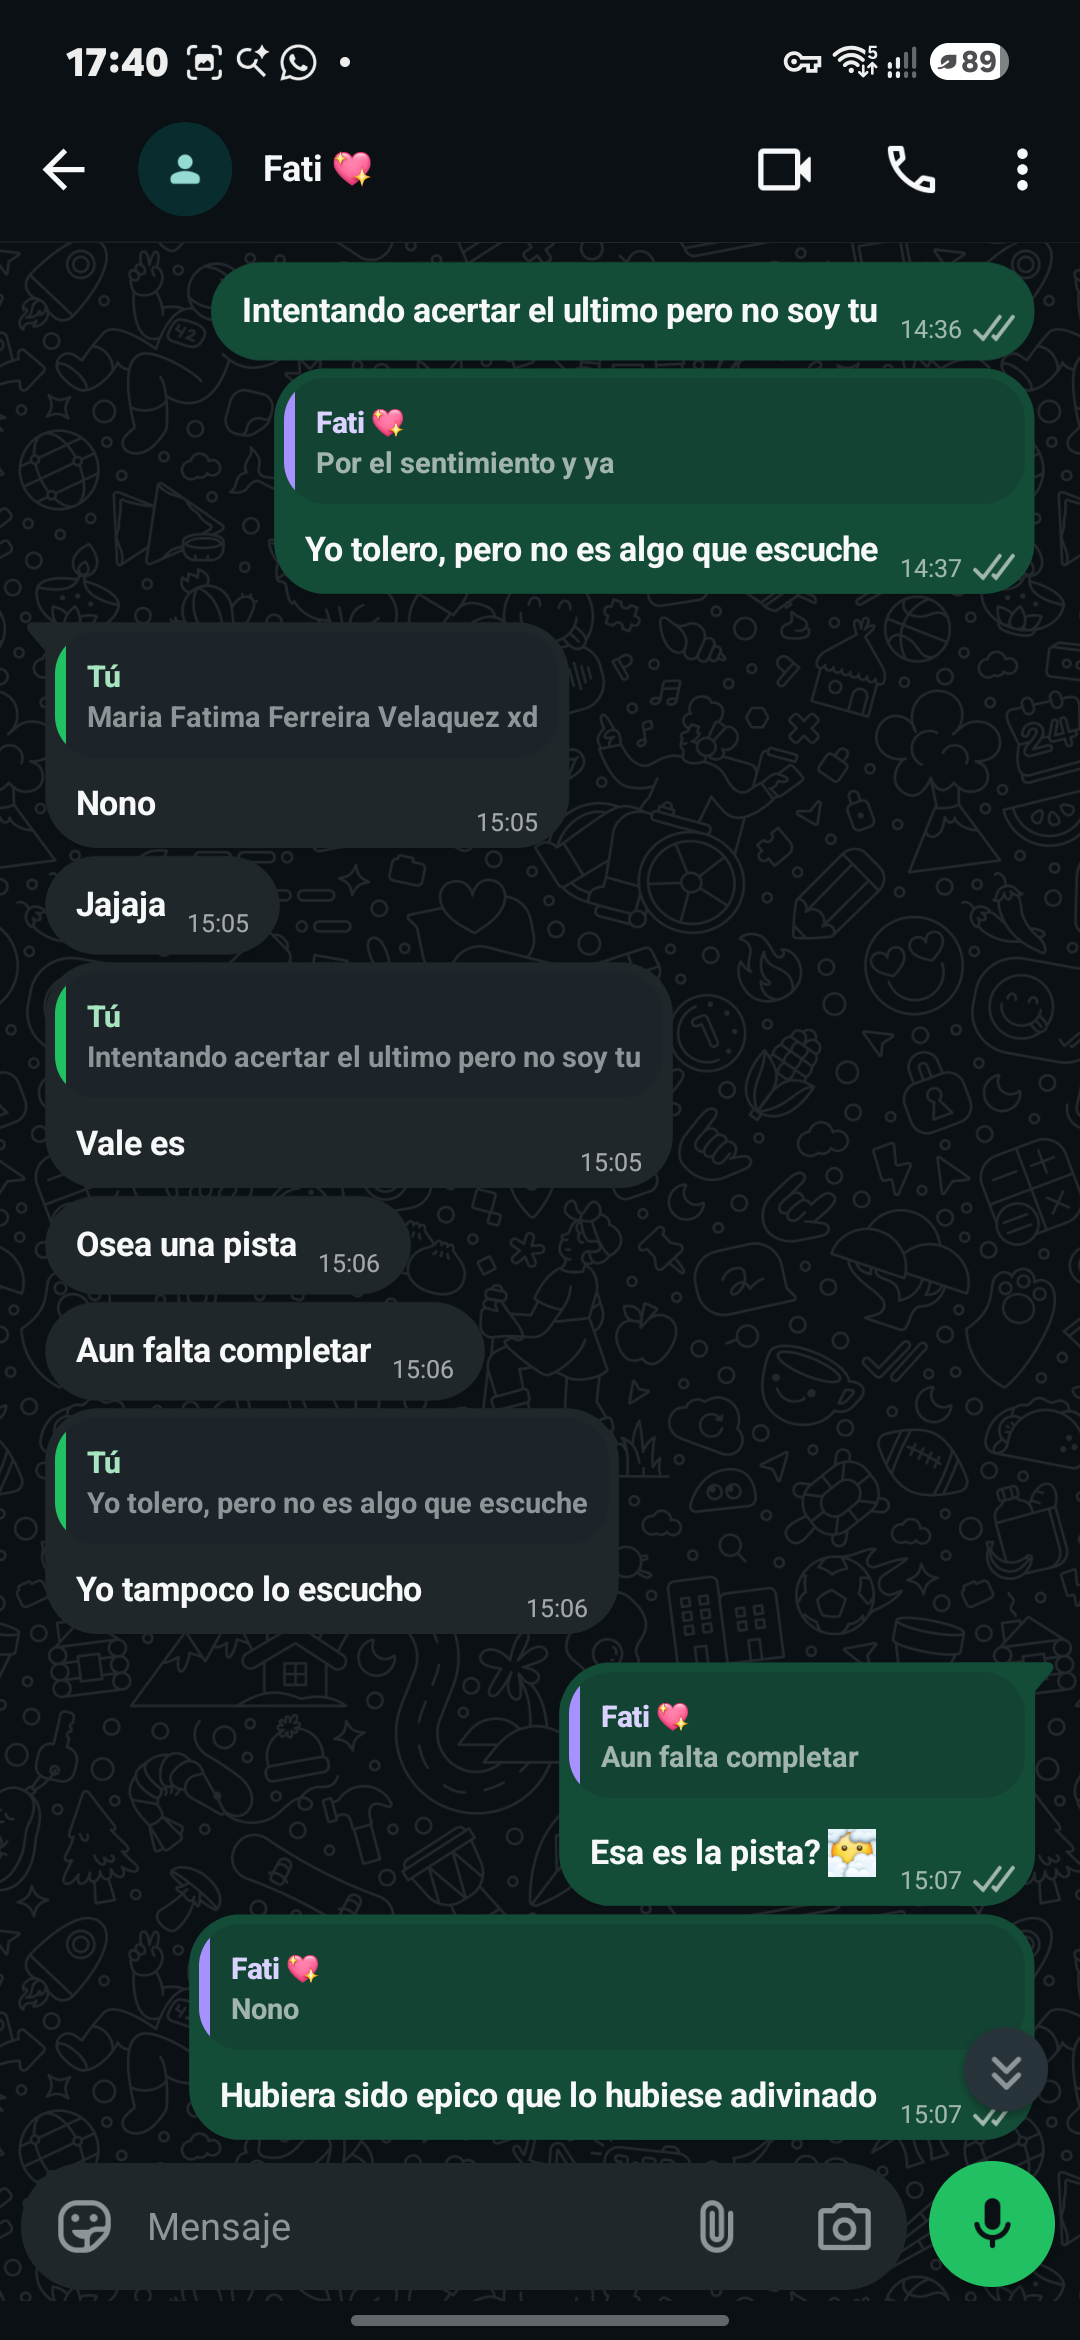 17:40
5
89
Fati 💖
Intentando acertar el ultimo pero no soy tu
14:36
Fati 💖
Por el sentimiento y ya
Yo tolero, pero no es algo que escuche
14:37
Tú
Maria Fatima Ferreira Velaquez xd
Nono
15:05
Jajaja
15:05
Tú
Intentando acertar el ultimo pero no soy tu
Vale es
15:05
Osea una pista
15:06
Aun falta completar
15:06
Tú
Yo tolero, pero no es algo que escuche
Yo tampoco lo escucho
15:06
Fati 💖
Aun falta completar
Esa es la pista?
15:07
Fati 💖
Nono
Hubiera sido epico que lo hubiese adivinado
15:07
Mensaje